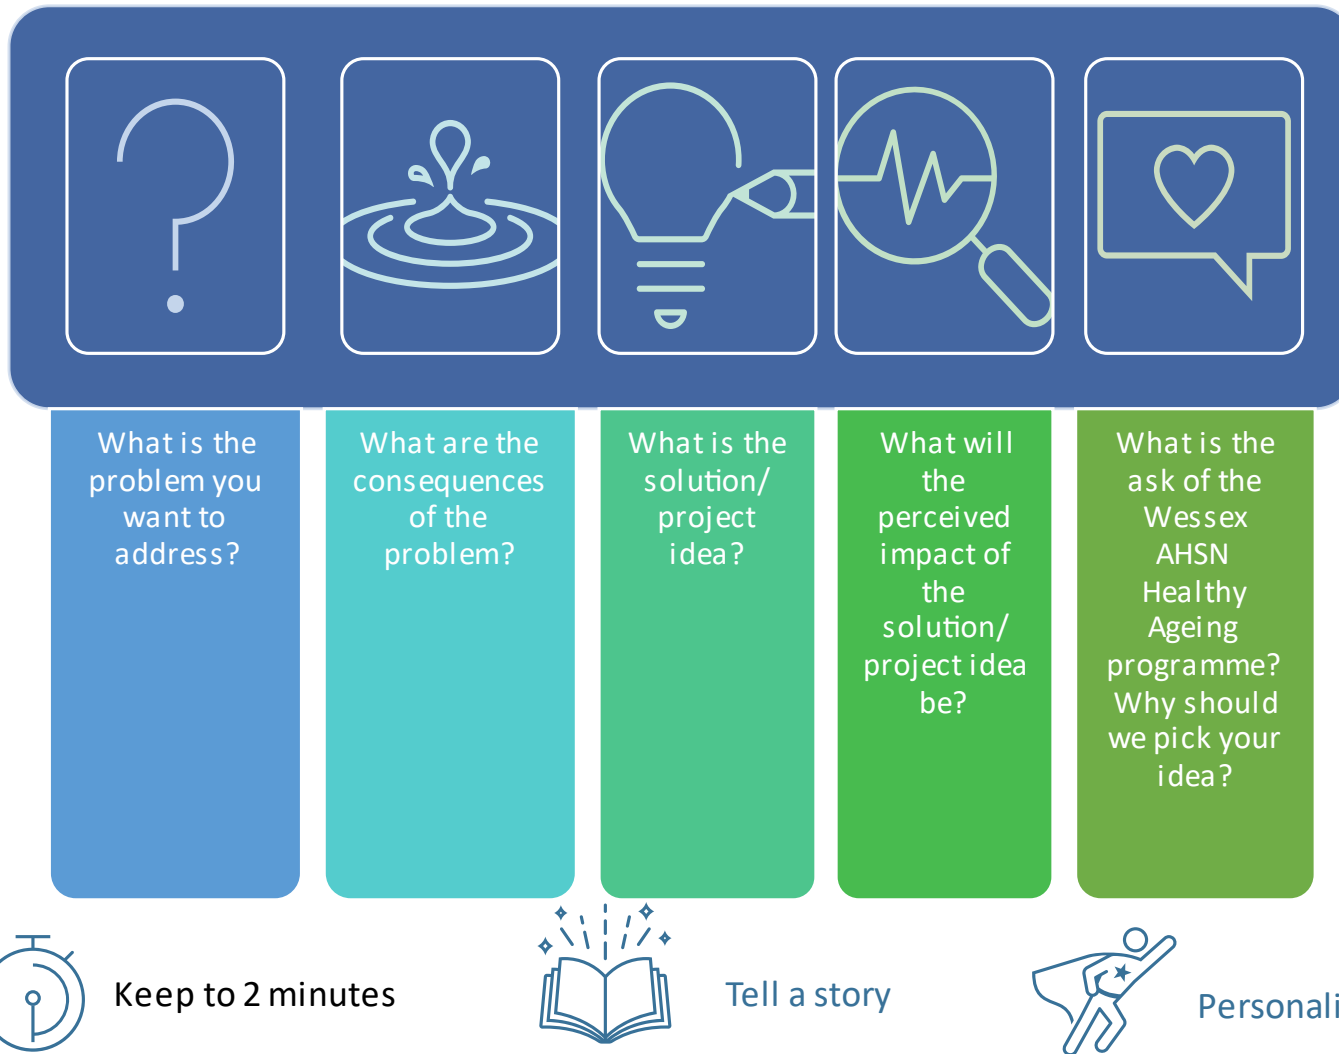 What is the
problem you
want to
address?
What are the
consequences
of the
problem?
What is the
solution/
project
idea?
What will
the
perceived
impact of
the
solution/
project idea
be?
What is the
ask of the
Wessex
AHSN
Healthy
Ageing
programme?
Why should
we pick your
idea?
Keep to 2 minutes
Tell a story